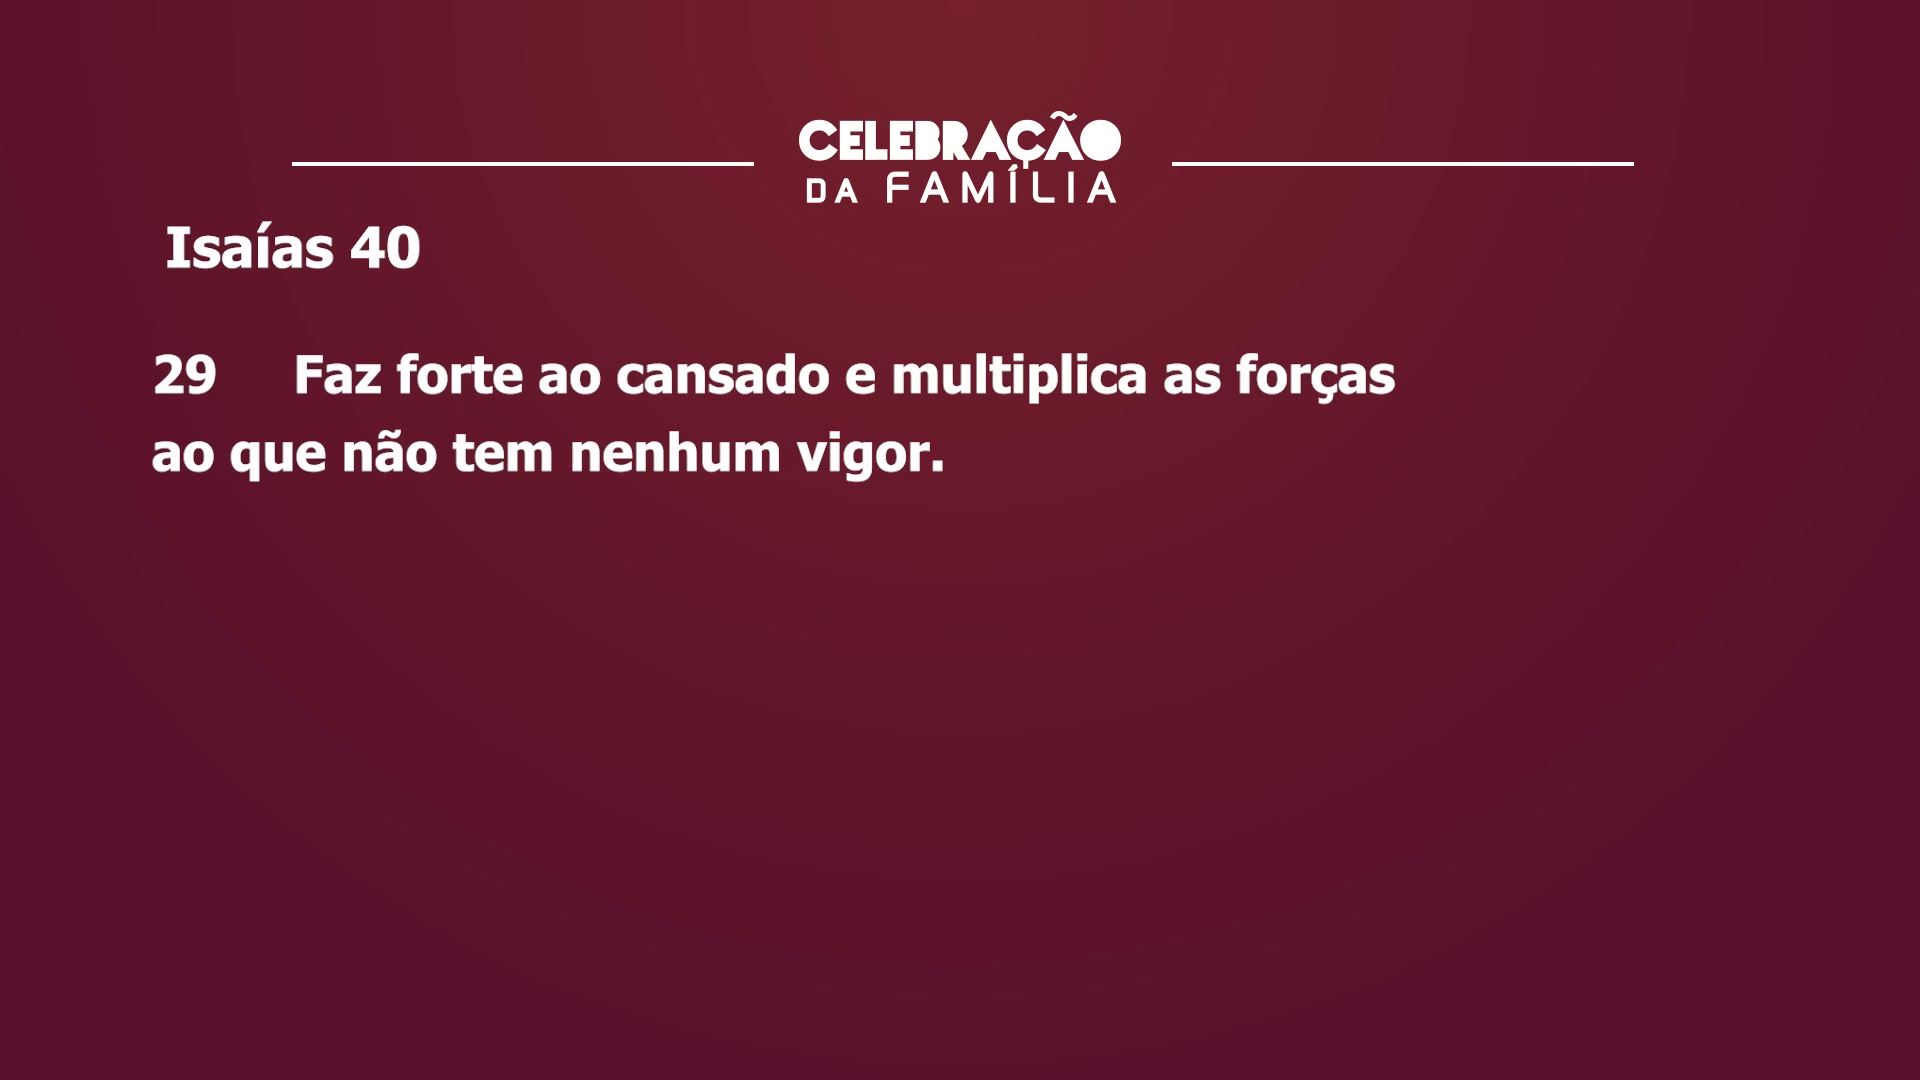 CELEBRAÇÃO
DA FAMÍLIA
Isaías 40
29 Faz forte ao cansado e multiplica as forças
ao que não tem nenhum vigor.